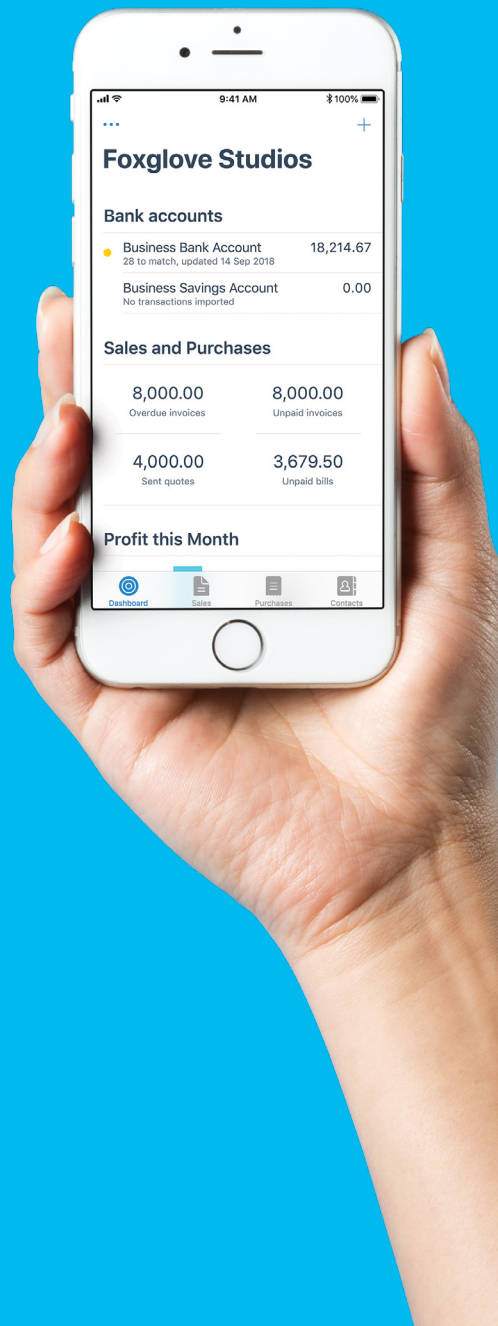 9:41 AM
100%
Foxglove Studios
Bank accounts
Business Bank Account 18,214.67
28 to match, updated 14 Sep 2018
Business Savings Account 0.00
No transactions imported
Sales and Purchases
8,000.00 8,000.00
Overdue invoices Unpaid invoices
4,000.00 3,679.50
Sent quotes Unpaid bills
Profit this Month
Dashboard Sales Purchases Contacts